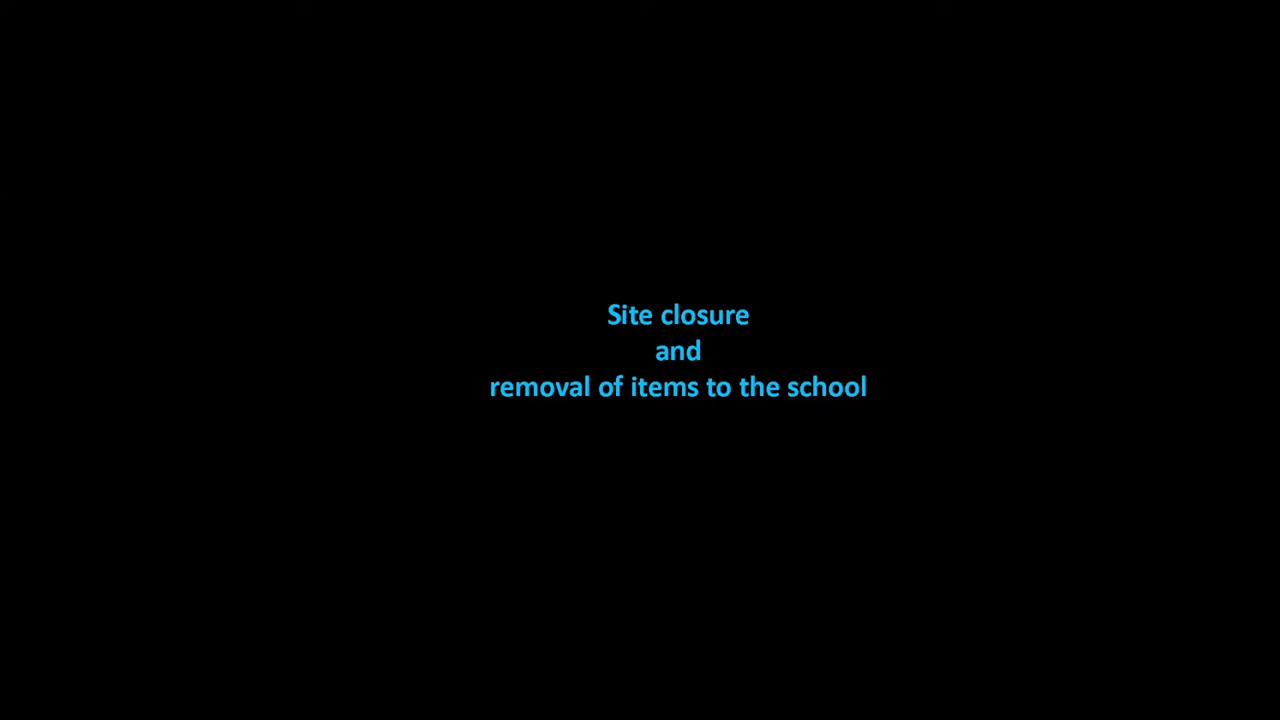 Site closure
and
removal of items to the school